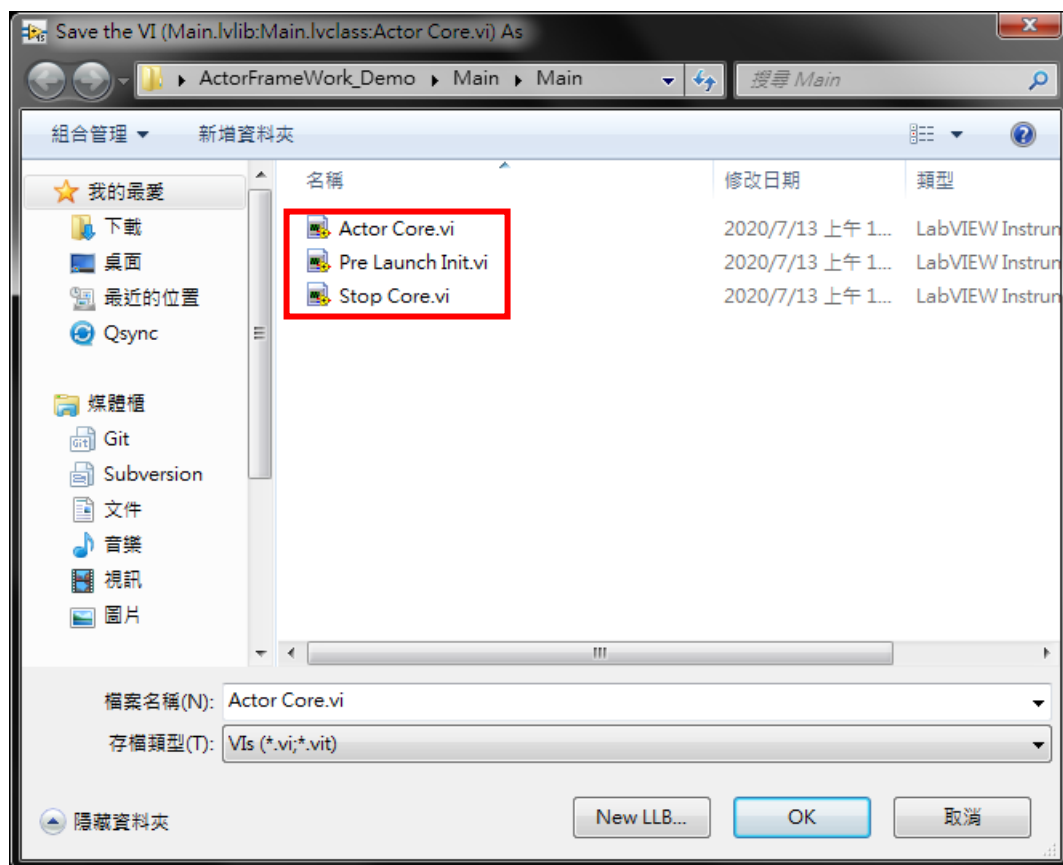 Save the VI (Main.lvlib:Main.lvclass:Actor Core.vi) As
ActorFrameWork_Demo Main Main 搜尋 Main
組合管理 新增資料夾
我的最愛
下載
桌面
最近的位置
Qsync
媒體櫃
Git
Subversion
文件
音樂
視訊
圖片
名稱 修改日期 類型
Actor Core.vi 2020/7/13 上午 1... LabVIEW Instrun
Pre Launch Init.vi 2020/7/13 上午 1... LabVIEW Instrun
Stop Core.vi 2020/7/13 上午 1... LabVIEW Instrun
檔案名稱(N): Actor Core.vi
存檔類型(T): VIs (*.vi;*.vit)
隱藏資料夾 New LLB... OK 取消